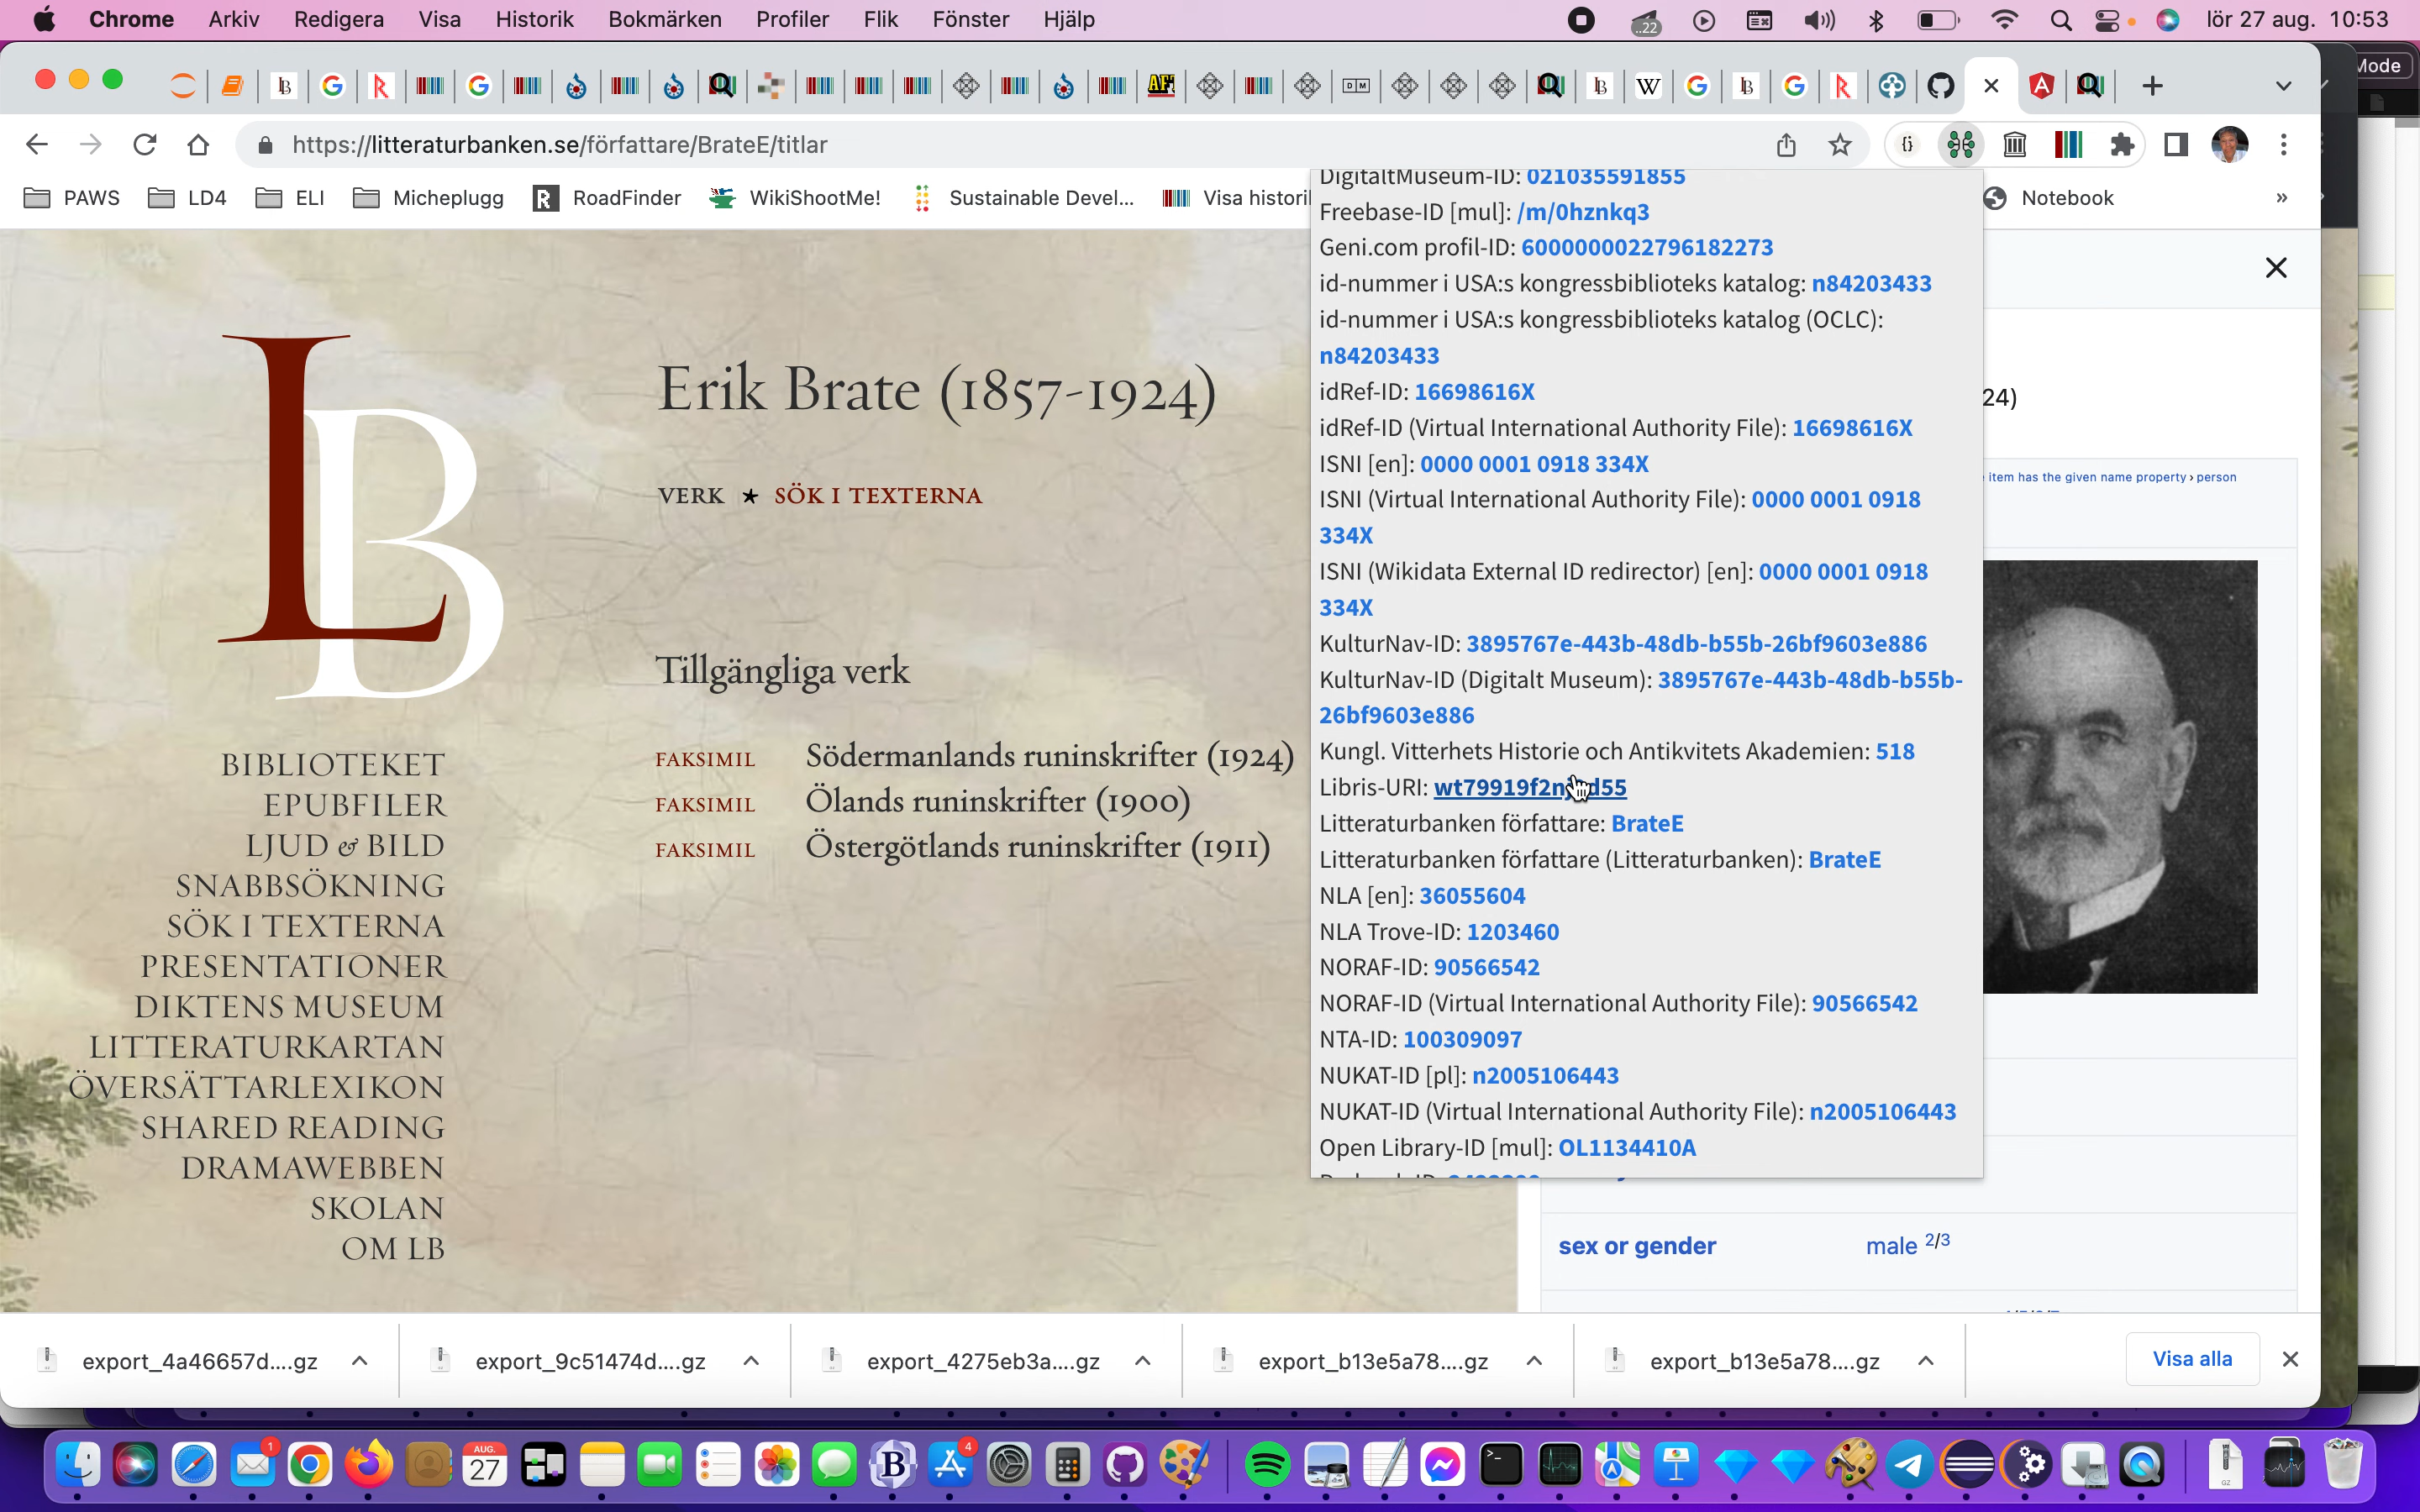 Chrome Arkiv Redigera Visa Historik Bokmärken Profiler Flik Fönster Hjälp
..22
lör 27 aug. 10:53
Mode
https://litteraturbanken.se/författare/BrateE/titlar
PAWS LD4 ELI Micheplugg RoadFinder WikiShootMe! Sustainable Devel... Visa histori
Notebook
LB
Erik Brate (1857-1924)
VERK ★ SÖK I TEXTERNA
Tillgängliga verk
FAKSIMIL Södermanlands runinskrifter (1924)
FAKSIMIL Ölands runinskrifter (1900)
FAKSIMIL Östergötlands runinskrifter (1911)
BIBLIOTEKET
EPUBFILER
LJUD & BILD
SNABBSÖKNING
SÖK I TEXTERNA
PRESENTATIONER
DIKTENS MUSEUM
LITTERATURKARTAN
ÖVERSÄTTARLEXIKON
SHARED READING
DRAMAWEBBEN
SKOLAN
OM LB
DigitaltMuseum-ID: 021035591855
Freebase-ID [mul]: /m/0hznkq3
Geni.com profil-ID: 6000000022796182273
id-nummer i USA:s kongressbiblioteks katalog: n84203433
id-nummer i USA:s kongressbiblioteks katalog (OCLC):
n84203433
idRef-ID: 16698616X
idRef-ID (Virtual International Authority File): 16698616X
ISNI [en]: 0000 0001 0918 334X
ISNI (Virtual International Authority File): 0000 0001 0918
334X
ISNI (Wikidata External ID redirector) [en]: 0000 0001 0918
334X
KulturNav-ID: 3895767e-443b-48db-b55b-26bf9603e886
KulturNav-ID (Digitalt Museum): 3895767e-443b-48db-b55b-
26bf9603e886
Kungl. Vitterhets Historie och Antikvitets Akademien: 518
Libris-URI:
Litteraturbanken författare: BrateE
Litteraturbanken författare (Litteraturbanken): BrateE
NLA [en]: 36055604
NLA Trove-ID: 1203460
NORAF-ID: 90566542
NORAF-ID (Virtual International Authority File): 90566542
NTA-ID: 100309097
NUKAT-ID [pl]: n2005106443
NUKAT-ID (Virtual International Authority File): n2005106443
Open Library-ID [mul]: OL1134410A
24)
item has the given name property › person
sex or gender male 2/3
export_4a46657d....gz export_9c51474d....gz export_4275eb3a....gz export_b13e5a78....gz export_b13e5a78....gz Visa alla
1
AUG.
27
4